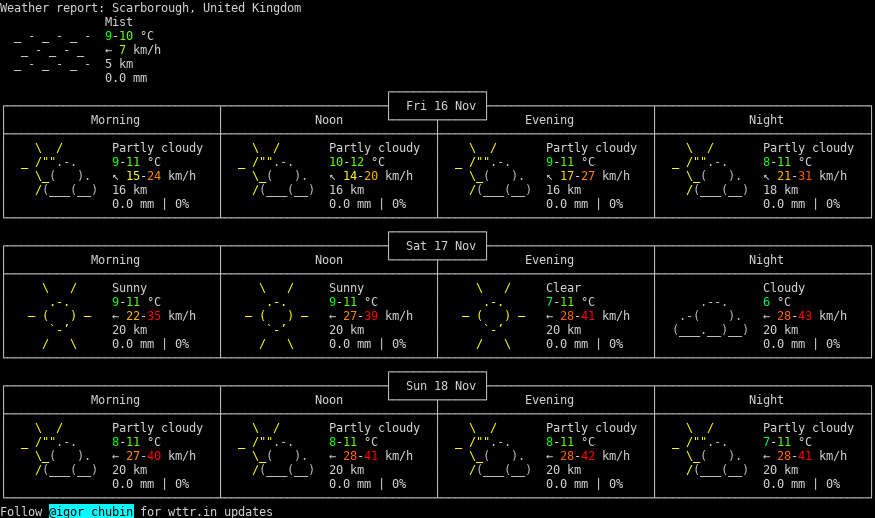 Weather report: Scarborough, United Kingdom
Mist
9-10 °C
← 7 km/h
5 km
0.0 mm
Fri 16 Nov
Morning Noon Evening Night
Partly cloudy Partly cloudy Partly cloudy Partly cloudy
9-11 °C 10-12 °C 9-11 °C 8-11 °C
↖ 15-24 km/h ↖ 14-20 km/h ↖ 17-27 km/h ↖ 21-31 km/h
16 km 16 km 16 km 18 km
0.0 mm | 0% 0.0 mm | 0% 0.0 mm | 0% 0.0 mm | 0%
Sat 17 Nov
Morning Noon Evening Night
Sunny Sunny Clear Cloudy
9-11 °C 9-11 °C 7-11 °C 6 °C
← 22-35 km/h ← 27-39 km/h ← 28-41 km/h ← 28-43 km/h
20 km 20 km 20 km 20 km
0.0 mm | 0% 0.0 mm | 0% 0.0 mm | 0% 0.0 mm | 0%
Sun 18 Nov
Morning Noon Evening Night
Partly cloudy Partly cloudy Partly cloudy Partly cloudy
8-11 °C 8-11 °C 8-11 °C 7-11 °C
← 27-40 km/h ← 28-41 km/h ← 28-42 km/h ← 28-41 km/h
20 km 20 km 20 km 20 km
0.0 mm | 0% 0.0 mm | 0% 0.0 mm | 0% 0.0 mm | 0%
Follow @igor_chubin for wttr.in updates